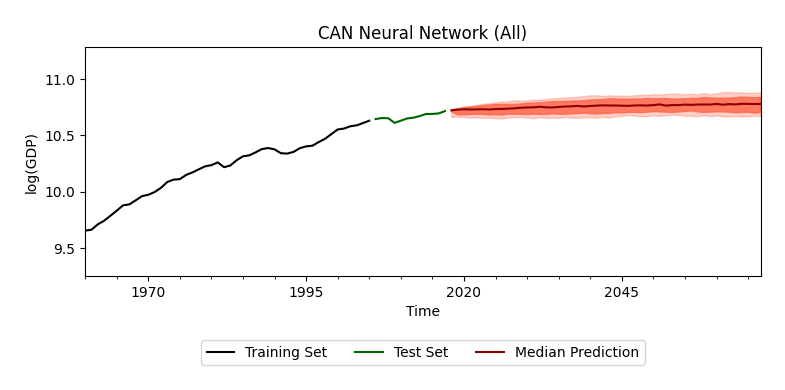 CAN Neural Network (All)
11.0
10.5
10.0
9.5
log(GDP)
1970 1995 2020 2045
Time
Training Set Test Set Median Prediction